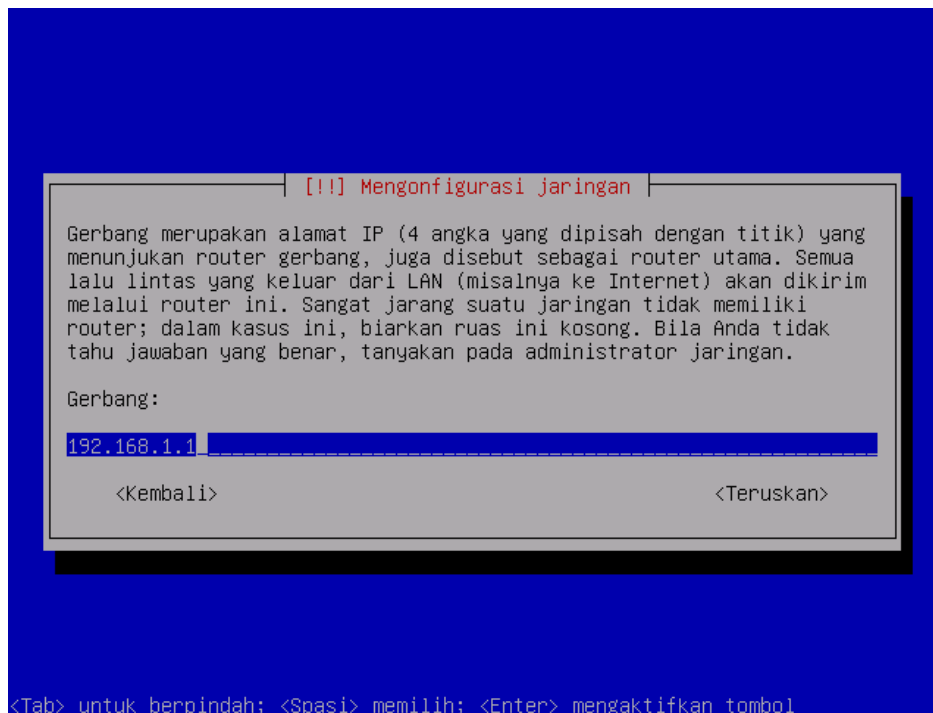 [!!] Mengonfigurasi jaringan
Gerbang merupakan alamat IP (4 angka yang dipisah dengan titik) yang
menunjukan router gerbang, juga disebut sebagai router utama. Semua
lalu lintas yang keluar dari LAN (misalnya ke Internet) akan dikirim
melalui router ini. Sangat jarang suatu jaringan tidak memiliki
router; dalam kasus ini, biarkan ruas ini kosong. Bila Anda tidak
tahu jawaban yang benar, tanyakan pada administrator jaringan.
Gerbang:
192.168.1.1
<Kembali> <Teruskan>
<Tab> untuk berpindah; <Spasi> memilih; <Enter> mengaktifkan tombol